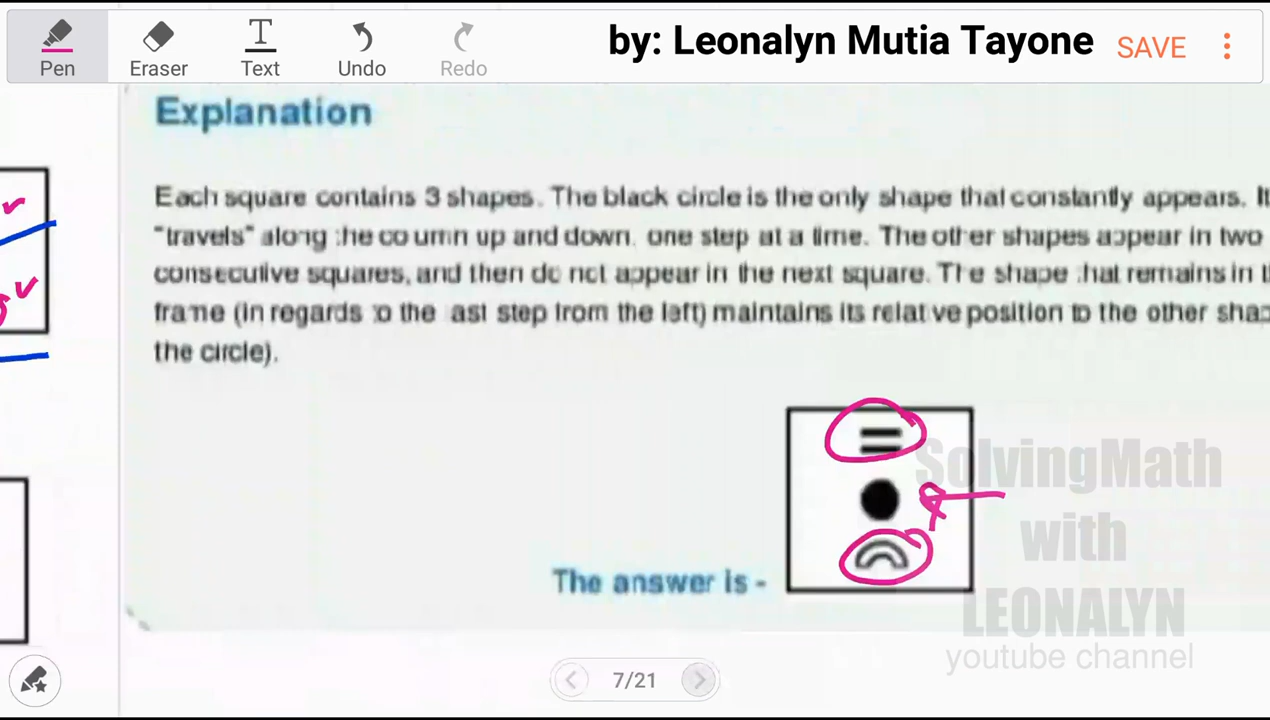 by: Leonalyn Mutia Tayone
SAVE
Pen
Eraser
Text
Undo
Redo
Explanation
Each square contains 3 shapes. The black circle is the only shape that constantly appears. It
"travels" along the column up and down, one step at a time. The other shapes appear in two
consecutive squares, and then do not appear in the next square. The shape that remains in
frame (in regards to the last step from the left) maintains its relative position to the other
the circle).
The answer is -
SolvingMath
with
LEONALYN
youtube channel
7/21